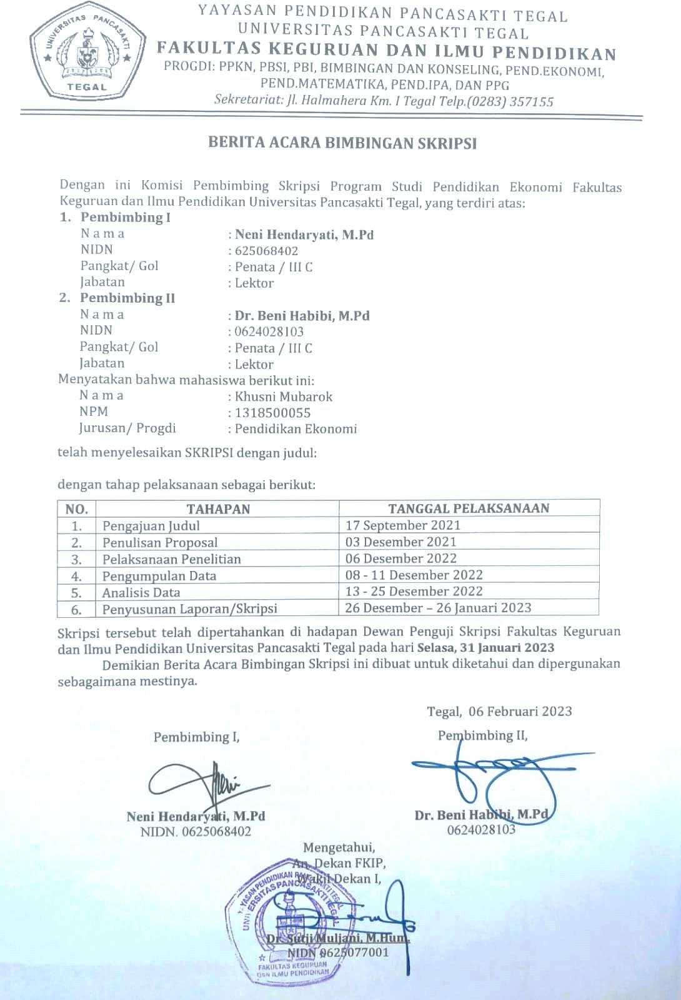 UNIVERSITAS PANCASAKTI
TEGAL
YAYASAN PENDIDIKAN PANCASAKTI TEGAL
UNIVERSITAS PANCASAKTI TEGAL
FAKULTAS KEGURUAN DAN ILMU PENDIDIKAN
PROGDI: PPKN, PBSI, PBI, BIMBINGAN DAN KONSELING, PEND.EKONOMI,
PEND.MATEMATIKA, PEND.IPA, DAN PPG
Sekretariat: Jl. Halmahera Km. I Tegal Telp.(0283) 357155
BERITA ACARA BIMBINGAN SKRIPSI
Dengan ini Komisi Pembimbing Skripsi Program Studi Pendidikan Ekonomi Fakultas
Keguruan dan Ilmu Pendidikan Universitas Pancasakti Tegal, yang terdiri atas:
1. Pembimbing I
N a m a : Neni Hendaryati, M.Pd
NIDN : 625068402
Pangkat/ Gol : Penata / III C
Jabatan : Lektor
2. Pembimbing II
N a m a : Dr. Beni Habibi, M.Pd
NIDN : 0624028103
Pangkat/ Gol : Penata / III C
Jabatan : Lektor
Menyatakan bahwa mahasiswa berikut ini:
N a m a : Khusni Mubarok
NPM : 1318500055
Jurusan/ Progdi : Pendidikan Ekonomi
telah menyelesaikan SKRIPSI dengan judul:
dengan tahap pelaksanaan sebagai berikut:
NO. TAHAPAN TANGGAL PELAKSANAAN
1. Pengajuan Judul 17 September 2021
2. Penulisan Proposal 03 Desember 2021
3. Pelaksanaan Penelitian 06 Desember 2022
4. Pengumpulan Data 08 - 11 Desember 2022
5. Analisis Data 13 - 25 Desember 2022
6. Penyusunan Laporan/Skripsi 26 Desember – 26 Januari 2023
Skripsi tersebut telah dipertahankan di hadapan Dewan Penguji Skripsi Fakultas Keguruan
dan Ilmu Pendidikan Universitas Pancasakti Tegal pada hari Selasa, 31 Januari 2023
Demikian Berita Acara Bimbingan Skripsi ini dibuat untuk diketahui dan dipergunakan
sebagaimana mestinya.
Tegal, 06 Februari 2023
Pembimbing I, Pembimbing II,
Neni Hendaryati, M.Pd Dr. Beni Habibi, M.Pd
NIDN. 0625068402 0624028103
Mengetahui,
An. Dekan FKIP,
Wakil Dekan I,
YAYASAN PENDIDIKAN PANCASAKTI TEGAL
UNIVERSITAS PANCASAKTI TEGAL
Dr. Sutji Muljani, M.Hum.
NIDN 0625077001
FAKULTAS KEGURUAN
DAN ILMU PENDIDIKAN